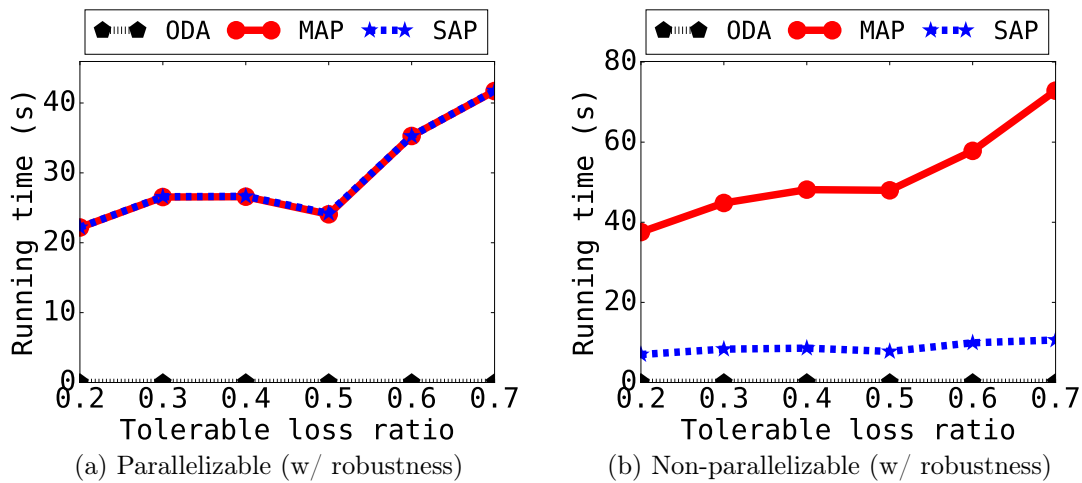 ODA MAP SAP
Running time (s)
40
30
20
10
0
0.2 0.3 0.4 0.5 0.6 0.7
Tolerable loss ratio
(a) Parallelizable (w/ robustness)
ODA MAP SAP
Running time (s)
80
60
40
20
0
0.2 0.3 0.4 0.5 0.6 0.7
Tolerable loss ratio
(b) Non-parallelizable (w/ robustness)